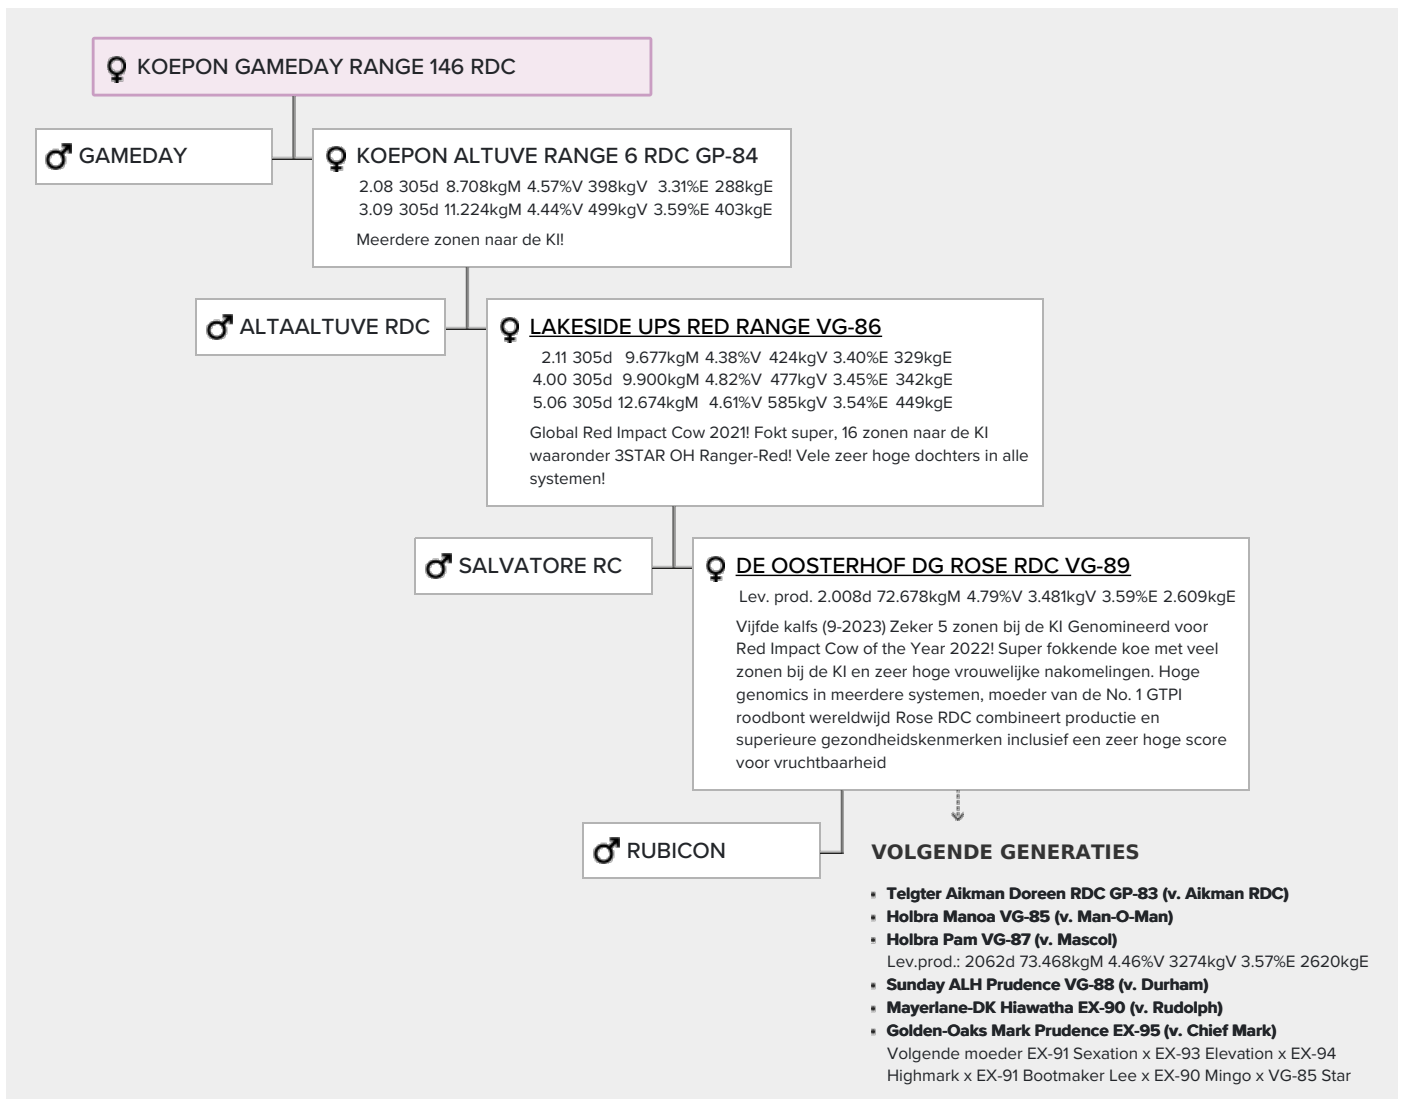 KOEPON GAMEDAY RANGE 146 RDC
GAMEDAY
KOEPON ALTUVE RANGE 6 RDC GP-84
2.08 305d 8.708kgM 4.57%V 398kgV 3.31%E 288kgE
3.09 305d 11.224kgM 4.44%V 499kgV 3.59%E 403kgE
Meerdere zonen naar de KI!
ALTAALTUVE RDC
LAKESIDE UPS RED RANGE VG-86
2.11 305d 9.677kgM 4.38%V 424kgV 3.40%E 329kgE
4.00 305d 9.900kgM 4.82%V 477kgV 3.45%E 342kgE
5.06 305d 12.674kgM 4.61%V 585kgV 3.54%E 449kgE
Global Red Impact Cow 2021! Fokt super, 16 zonen naar de KI
waaronder 3STAR OH Ranger-Red! Vele zeer hoge dochters in alle
systemen!
SALVATORE RC
DE OOSTERHOF DG ROSE RDC VG-89
Lev. prod. 2.008d 72.678kgM 4.79%V 3.481kgV 3.59%E 2.609kgE
Vijfde kalfs (9-2023) Zeker 5 zonen bij de KI Genomineerd voor
Red Impact Cow of the Year 2022! Super fokkende koe met veel
zonen bij de KI en zeer hoge vrouwelijke nakomelingen. Hoge
genomics in meerdere systemen, moeder van de No. 1 GTPI
roodbont wereldwijd Rose RDC combineert productie en
superieure gezondheidskenmerken inclusief een zeer hoge score
voor vruchtbaarheid
RUBICON
VOLGENDE GENERATIES
Telgter Aikman Doreen RDC GP-83 (v. Aikman RDC)
Holbra Manoa VG-85 (v. Man-O-Man)
Holbra Pam VG-87 (v. Mascol)
Lev.prod.: 2062d 73.468kgM 4.46%V 3274kgV 3.57%E 2620kgE
Sunday ALH Prudence VG-88 (v. Durham)
Mayerlane-DK Hiawatha EX-90 (v. Rudolph)
Golden-Oaks Mark Prudence EX-95 (v. Chief Mark)
Volgende moeder EX-91 Sexation x EX-93 Elevation x EX-94
Highmark x EX-91 Bootmaker Lee x EX-90 Mingo x VG-85 Star